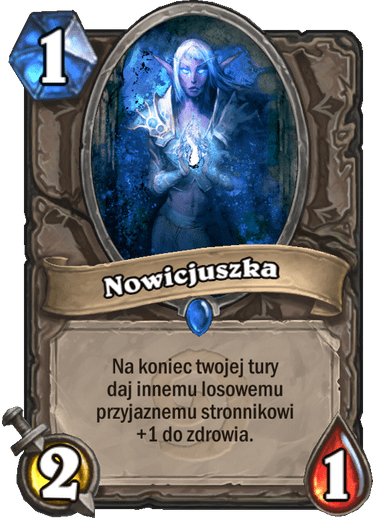 1
Nowicjuszka
Na koniec twojej tury
daj innemu losowemu
przyjaznemu stronnikowi
+1 do zdrowia.
2
1